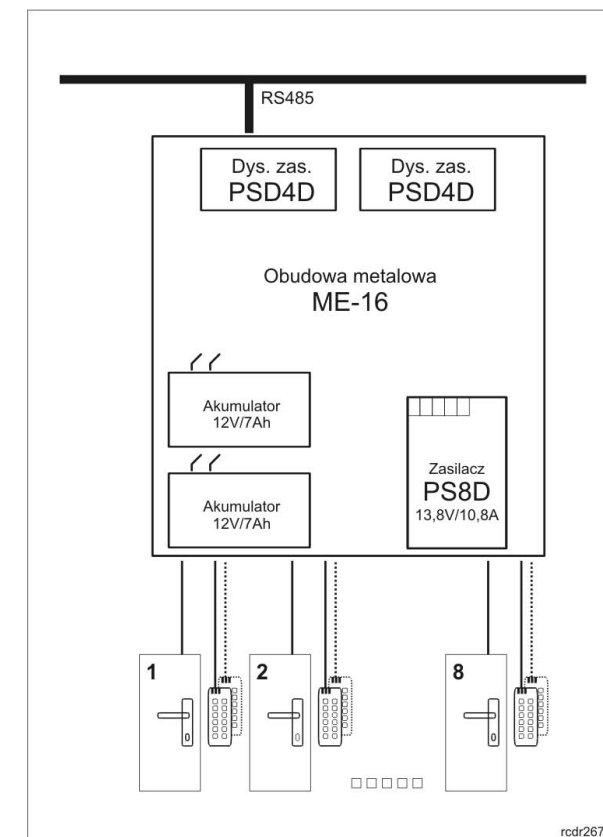 RS485
Dys. zas.
PSD4D
Dys. zas.
PSD4D
Obudowa metalowa
ME-16
Akumulator
12V/7Ah
Akumulator
12V/7Ah
Zasilacz
PS8D
13,8V/10,8A
1
2
8
rcdr267